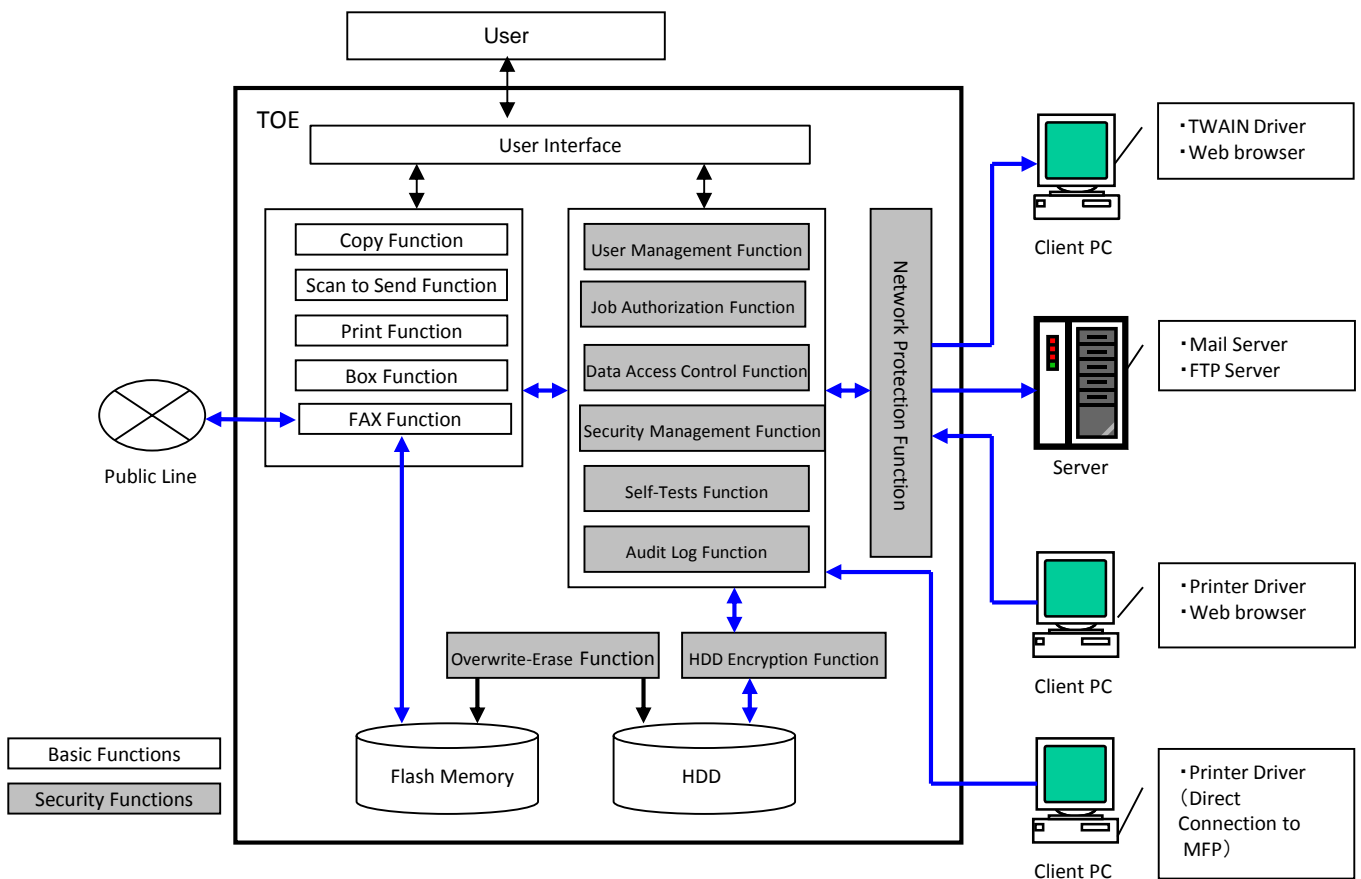 User
TOE
User Interface
Copy Function
Scan to Send Function
Print Function
Box Function
FAX Function
Public Line
User Management Function
Job Authorization Function
Data Access Control Function
Security Management Function
Self-Tests Function
Audit Log Function
Network Protection Function
Overwrite-Erase Function
HDD Encryption Function
Flash Memory
HDD
Basic Functions
Security Functions
・TWAIN Driver
・Web browser
Client PC
・Mail Server
・FTP Server
Server
・Printer Driver
・Web browser
Client PC
・Printer Driver
（Direct
Connection to
MFP）
Client PC